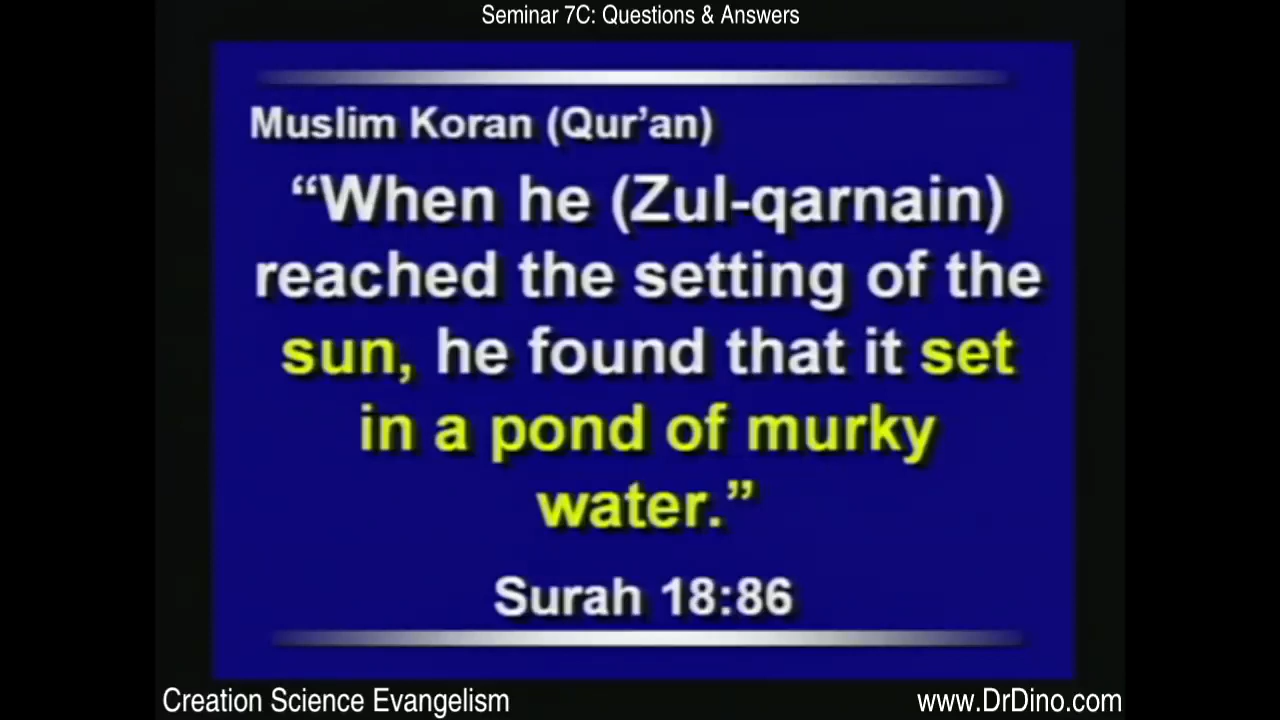 Seminar 7C: Questions & Answers
Muslim Koran (Qur’an)
“When he (Zul-qarnain)
reached the setting of the
sun, he found that it set
in a pond of murky
water.”
Surah 18:86
Creation Science Evangelism
www.DrDino.com